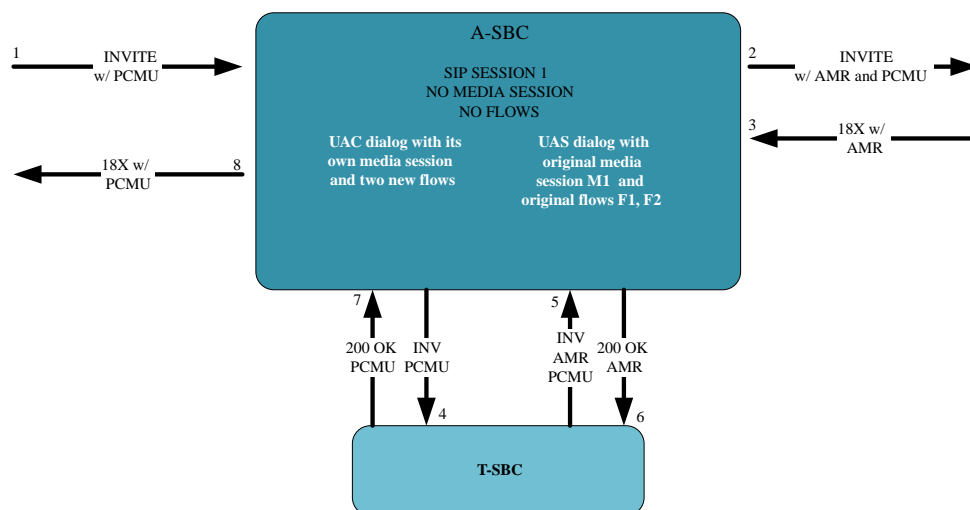 A-SBC
1
INVITE
w/ PCMU
2
INVITE
w/ AMR and PCMU
SIP SESSION 1
NO MEDIA SESSION
NO FLOWS
3
18X w/
AMR
UAC dialog with its
own media session
and two new flows
UAS dialog with
original media
session M1 and
original flows F1, F2
18X w/
PCMU
8
7
200 OK
PCMU
INV
PCMU
4
5
INV
AMR
PCMU
200 OK
AMR
6
T-SBC